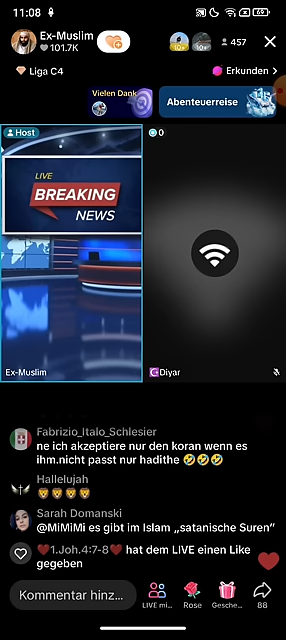 11:08
69
Ex-Muslim
101.7K
10+
10+
457
Liga C4
Erkunden
Vielen Dank
Abenteuerreise
Host
0
LIVE
BREAKING
NEWS
Ex-Muslim
Diyar
Fabrizio_Italo_Schlesier
ne ich akzeptiere nur den koran wenn es
ihm.nicht passt nur hadithe 🤣🤣🤣
Hallelujah
🦁🦁🦁🦁
Sarah Domanski
@MiMiMi es gibt im Islam „satanische Suren"
❤️1.Joh.4:7-8❤️ hat dem LIVE einen Like
gegeben
Kommentar hinz...
LIVE mi...
Rose
Gesche...
88